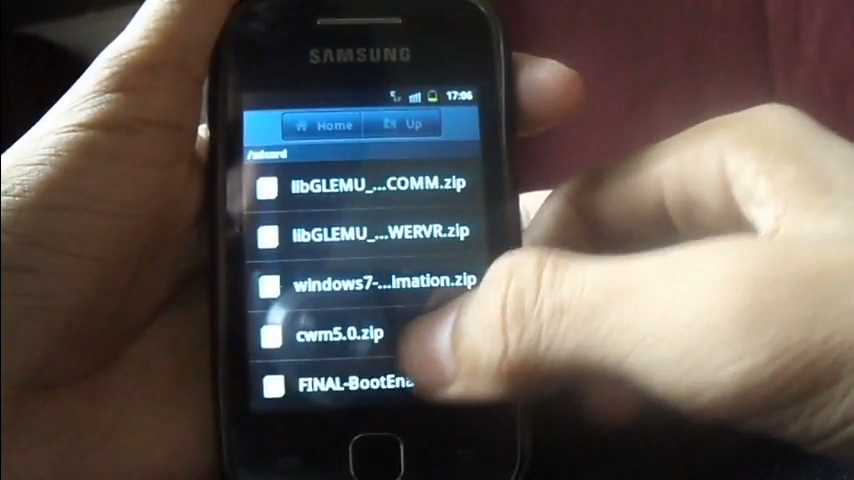 SAMSUNG
17:06
Home Up
/sdcard
libGLEMU_...COMM.zip
libGLEMU_...WERVR.zip
windows7-...imation.zip
cwm5.0.zip
FINAL-BootEna